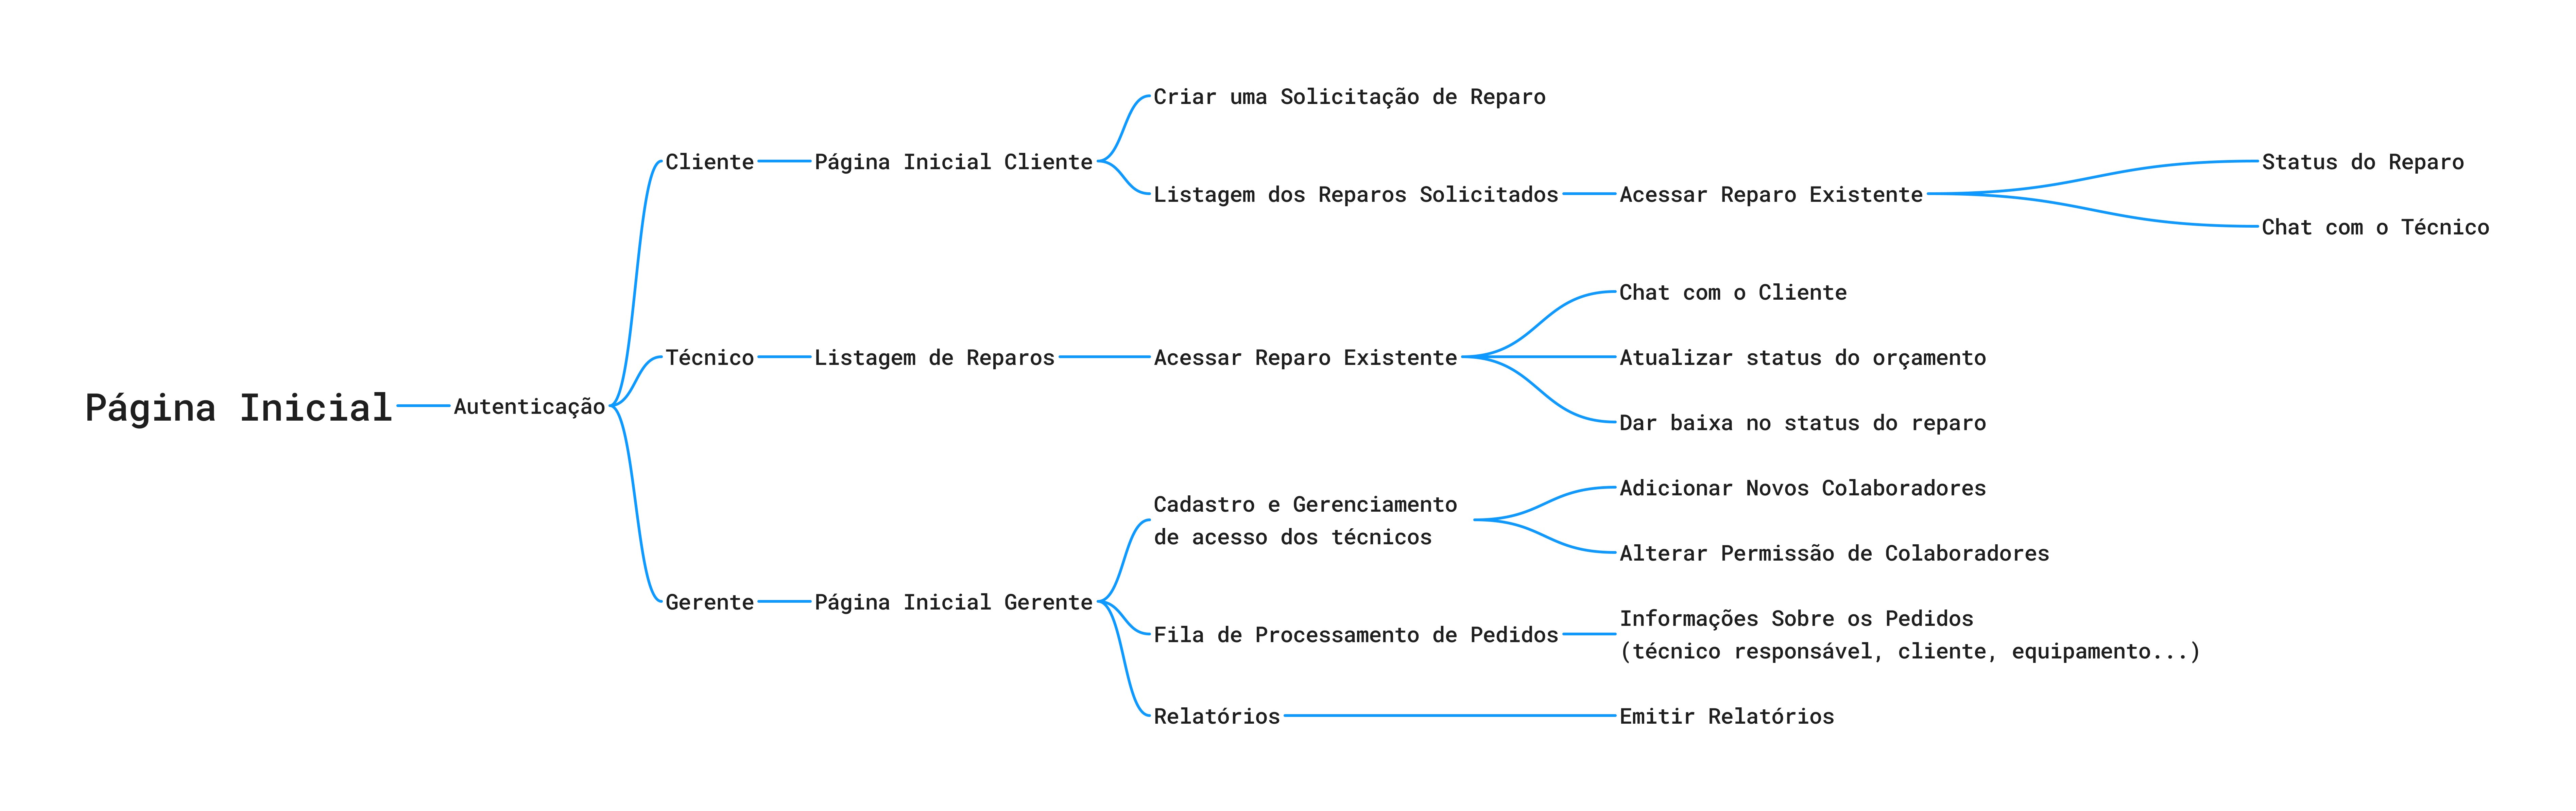 Criar uma Solicitação de Reparo
Cliente
Página Inicial Cliente
Status do Reparo
Listagem dos Reparos Solicitados
Acessar Reparo Existente
Chat com o Técnico
Chat com o Cliente
Técnico
Listagem de Reparos
Acessar Reparo Existente
Atualizar status do orçamento
Página Inicial
Autenticação
Dar baixa no status do reparo
Adicionar Novos Colaboradores
Cadastro e Gerenciamento
de acesso dos técnicos
Alterar Permissão de Colaboradores
Gerente
Página Inicial Gerente
Fila de Processamento de Pedidos
Informações Sobre os Pedidos
(técnico responsável, cliente, equipamento...)
Relatórios
Emitir Relatórios